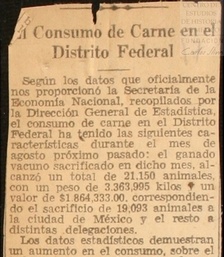 El Consumo de Carne en el
Distrito Federal
Según los datos que oficialmente
nos proporcionó la Secretaría de la
Economía Nacional, recopilados por
la Dirección General de Estadística,
el consumo de carne en el Distrito
Federal ha tenido las siguientes ca-
racterísticas durante el mes de
agosto próximo pasado: el ganado
vacuno sacrificado en dicho mes, al-
canzó un total de 21,150 animales,
con un peso de 3.363,995 kilos y un
valor de $1.864,333.00, correspondien-
do el sacrificio de 19,093 animales a
la ciudad de México y el resto a
distintas delegaciones.
Los datos estadísticos demuestran
un aumento en el consumo, sobre el